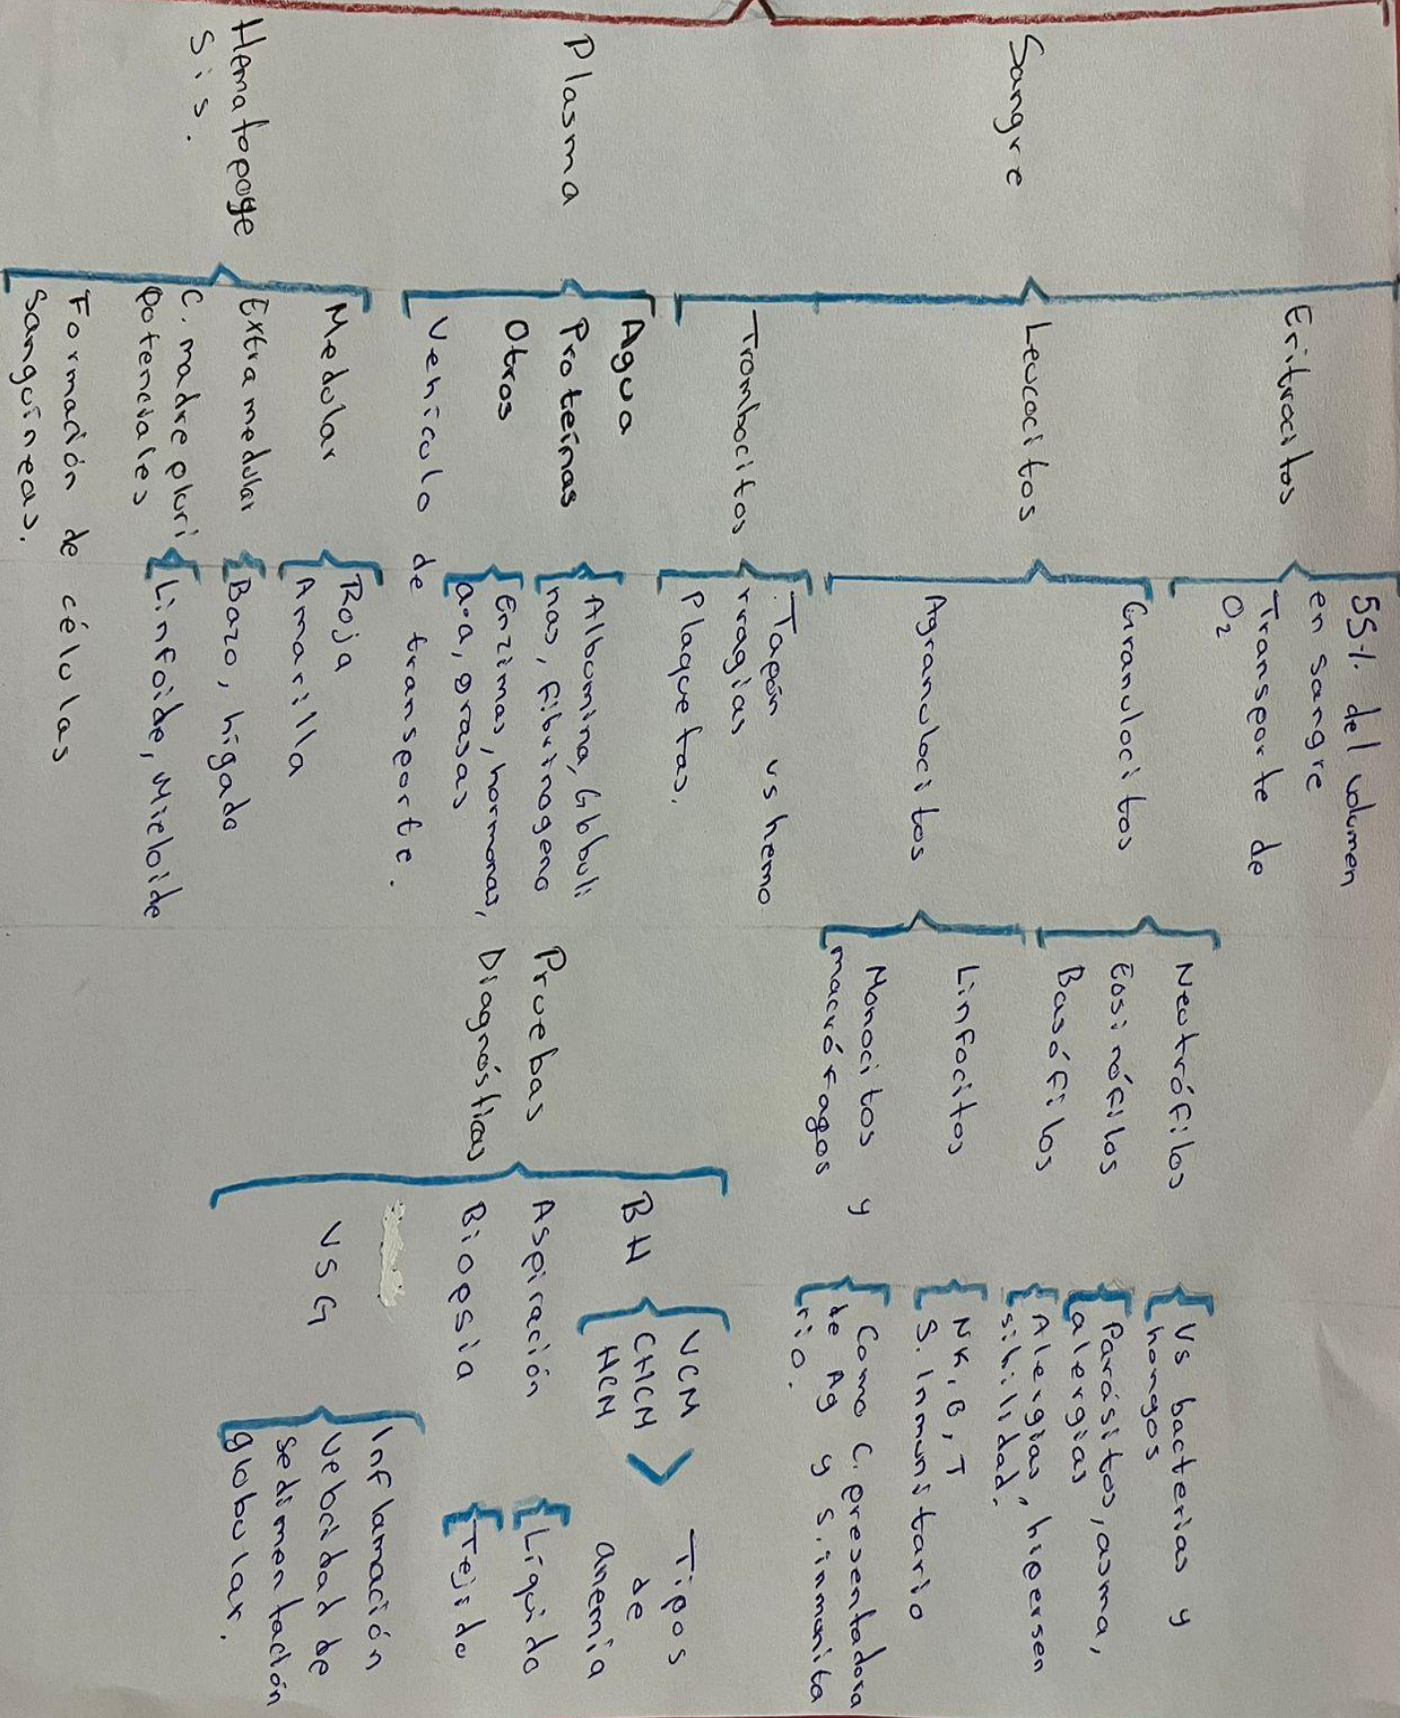 Sangre
Eritrocitos
55% del volumen
en sangre
Transporte de
O2
Leucocitos
Granulocitos
Neutrófilos
Vs bacterias y
hongos
Eosinófilos
Parásitos, asma,
alergias
Basófilos
Alergias, hipersen
sibilidad.
Agranulocitos
Linfocitos
NK, B, T
S. Inmunitario
Monocitos y
macrófagos
Como C. presentadora
de Ag y S. inmunita
rio.
Trombocitos
Tapón vs hemo
rragias
Plaquetas.
Plasma
Agua
Proteínas
Albumina, Globuli
nas, fibrinogeno
Otros
Enzimas, hormonas,
a.a, grasas
Vehículo de transporte.
Hematopoye
sis.
Medular
Roja
Amarilla
Extramedular
Bazo, hígado
C. madre pluri
potenciales
Linfoide, Mieloide
Formación de células
sanguíneas.
Pruebas
Diagnósticas
BH
VCM
CHCM
HCM
Tipos
de
anemia
Aspiración
Líquido
Biopsia
Tejido
VSG
Inflamación
Velocidad de
sedimentación
globular.